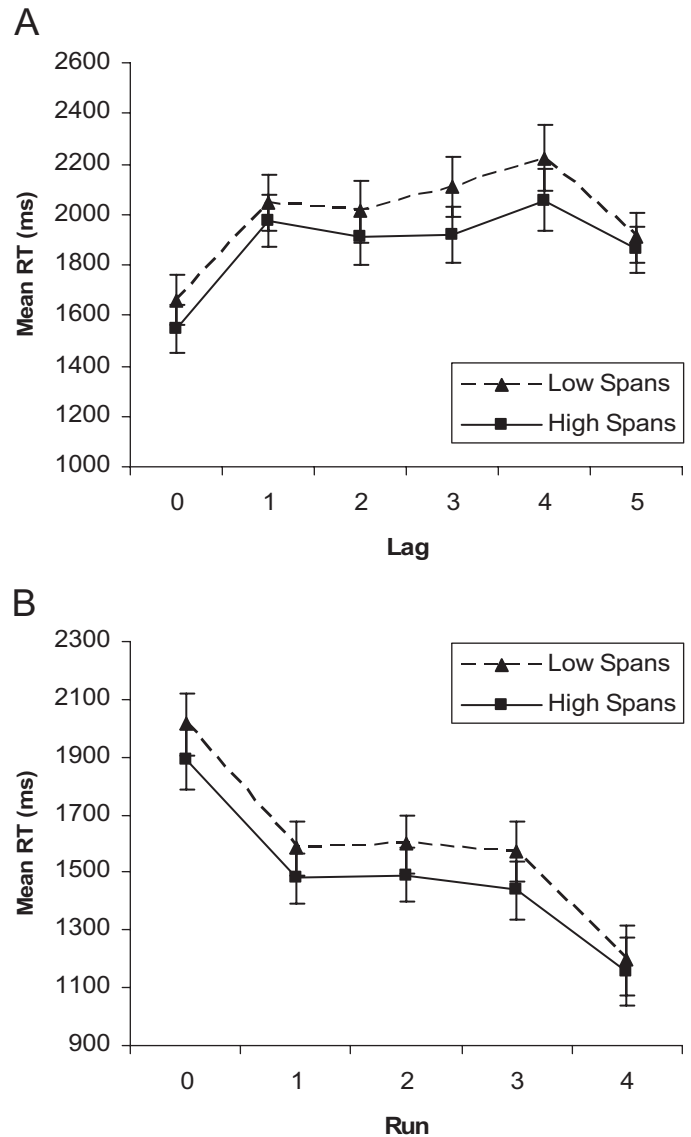 A
2600
2400
2200
2000
1800
1600
1400
1200
1000
Mean RT (ms)
Low Spans
High Spans
0 1 2 3 4 5
Lag
B
2300
2100
1900
1700
1500
1300
1100
900
Mean RT (ms)
Low Spans
High Spans
0 1 2 3 4
Run